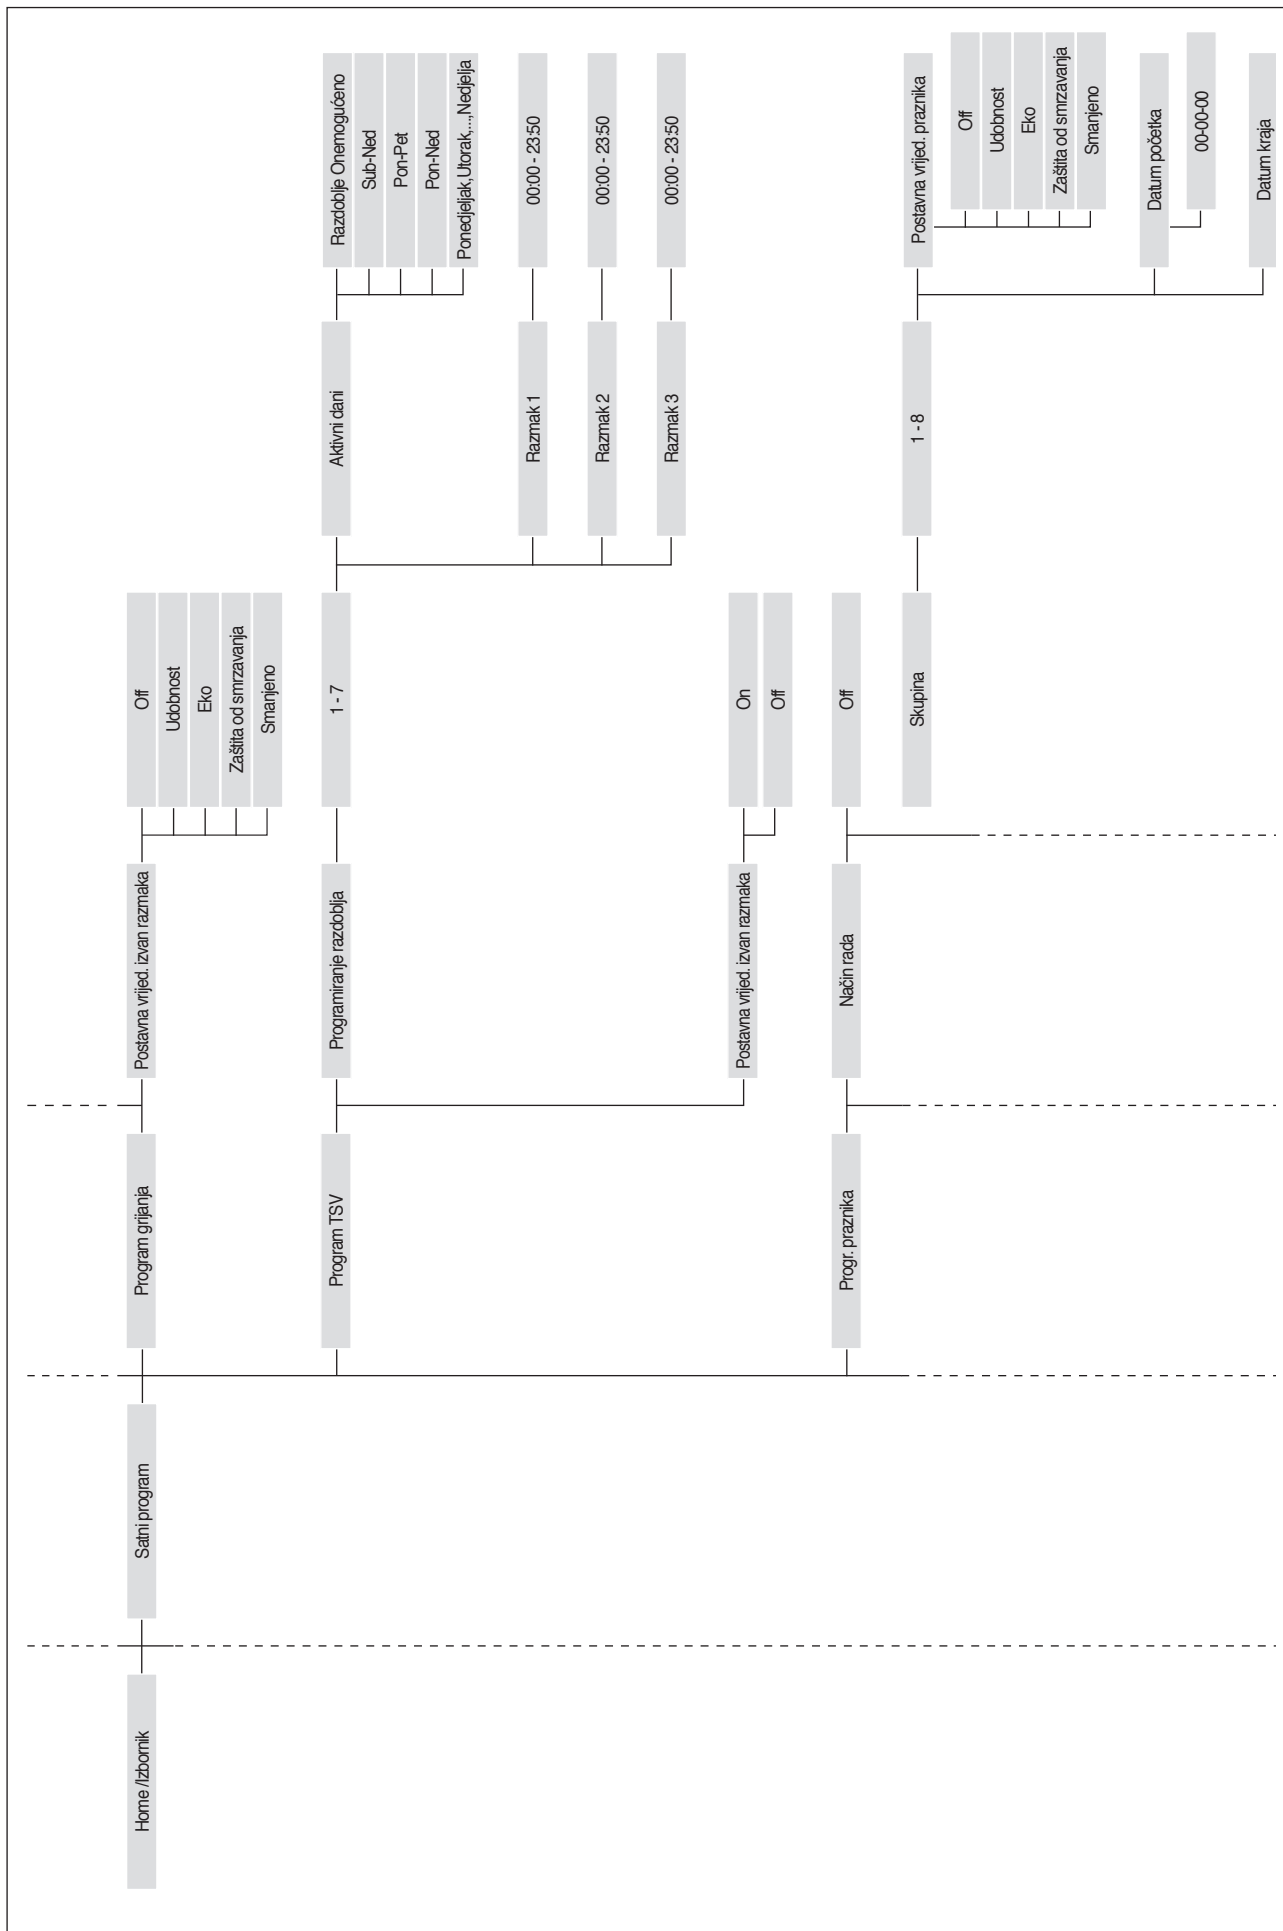 Home /Izbornik
Satni program
Program grijanja
Postavna vrijed. izvan razmaka
Off
Udobnost
Eko
Zaštita od smrzavanja
Smanjeno
Program TSV
Programiranje razdoblja
1 - 7
Aktivni dani
Razdoblje Onemogućeno
Sub-Ned
Pon-Pet
Pon-Ned
Ponedjeljak,Utorak,...,Nedjelja
Razmak 1
00:00 - 23:50
Razmak 2
00:00 - 23:50
Razmak 3
00:00 - 23:50
Postavna vrijed. izvan razmaka
On
Off
Progr. praznika
Način rada
Off
Skupina
1 - 8
Postavna vrijed. praznika
Off
Udobnost
Eko
Zaštita od smrzavanja
Smanjeno
Datum početka
00-00-00
Datum kraja